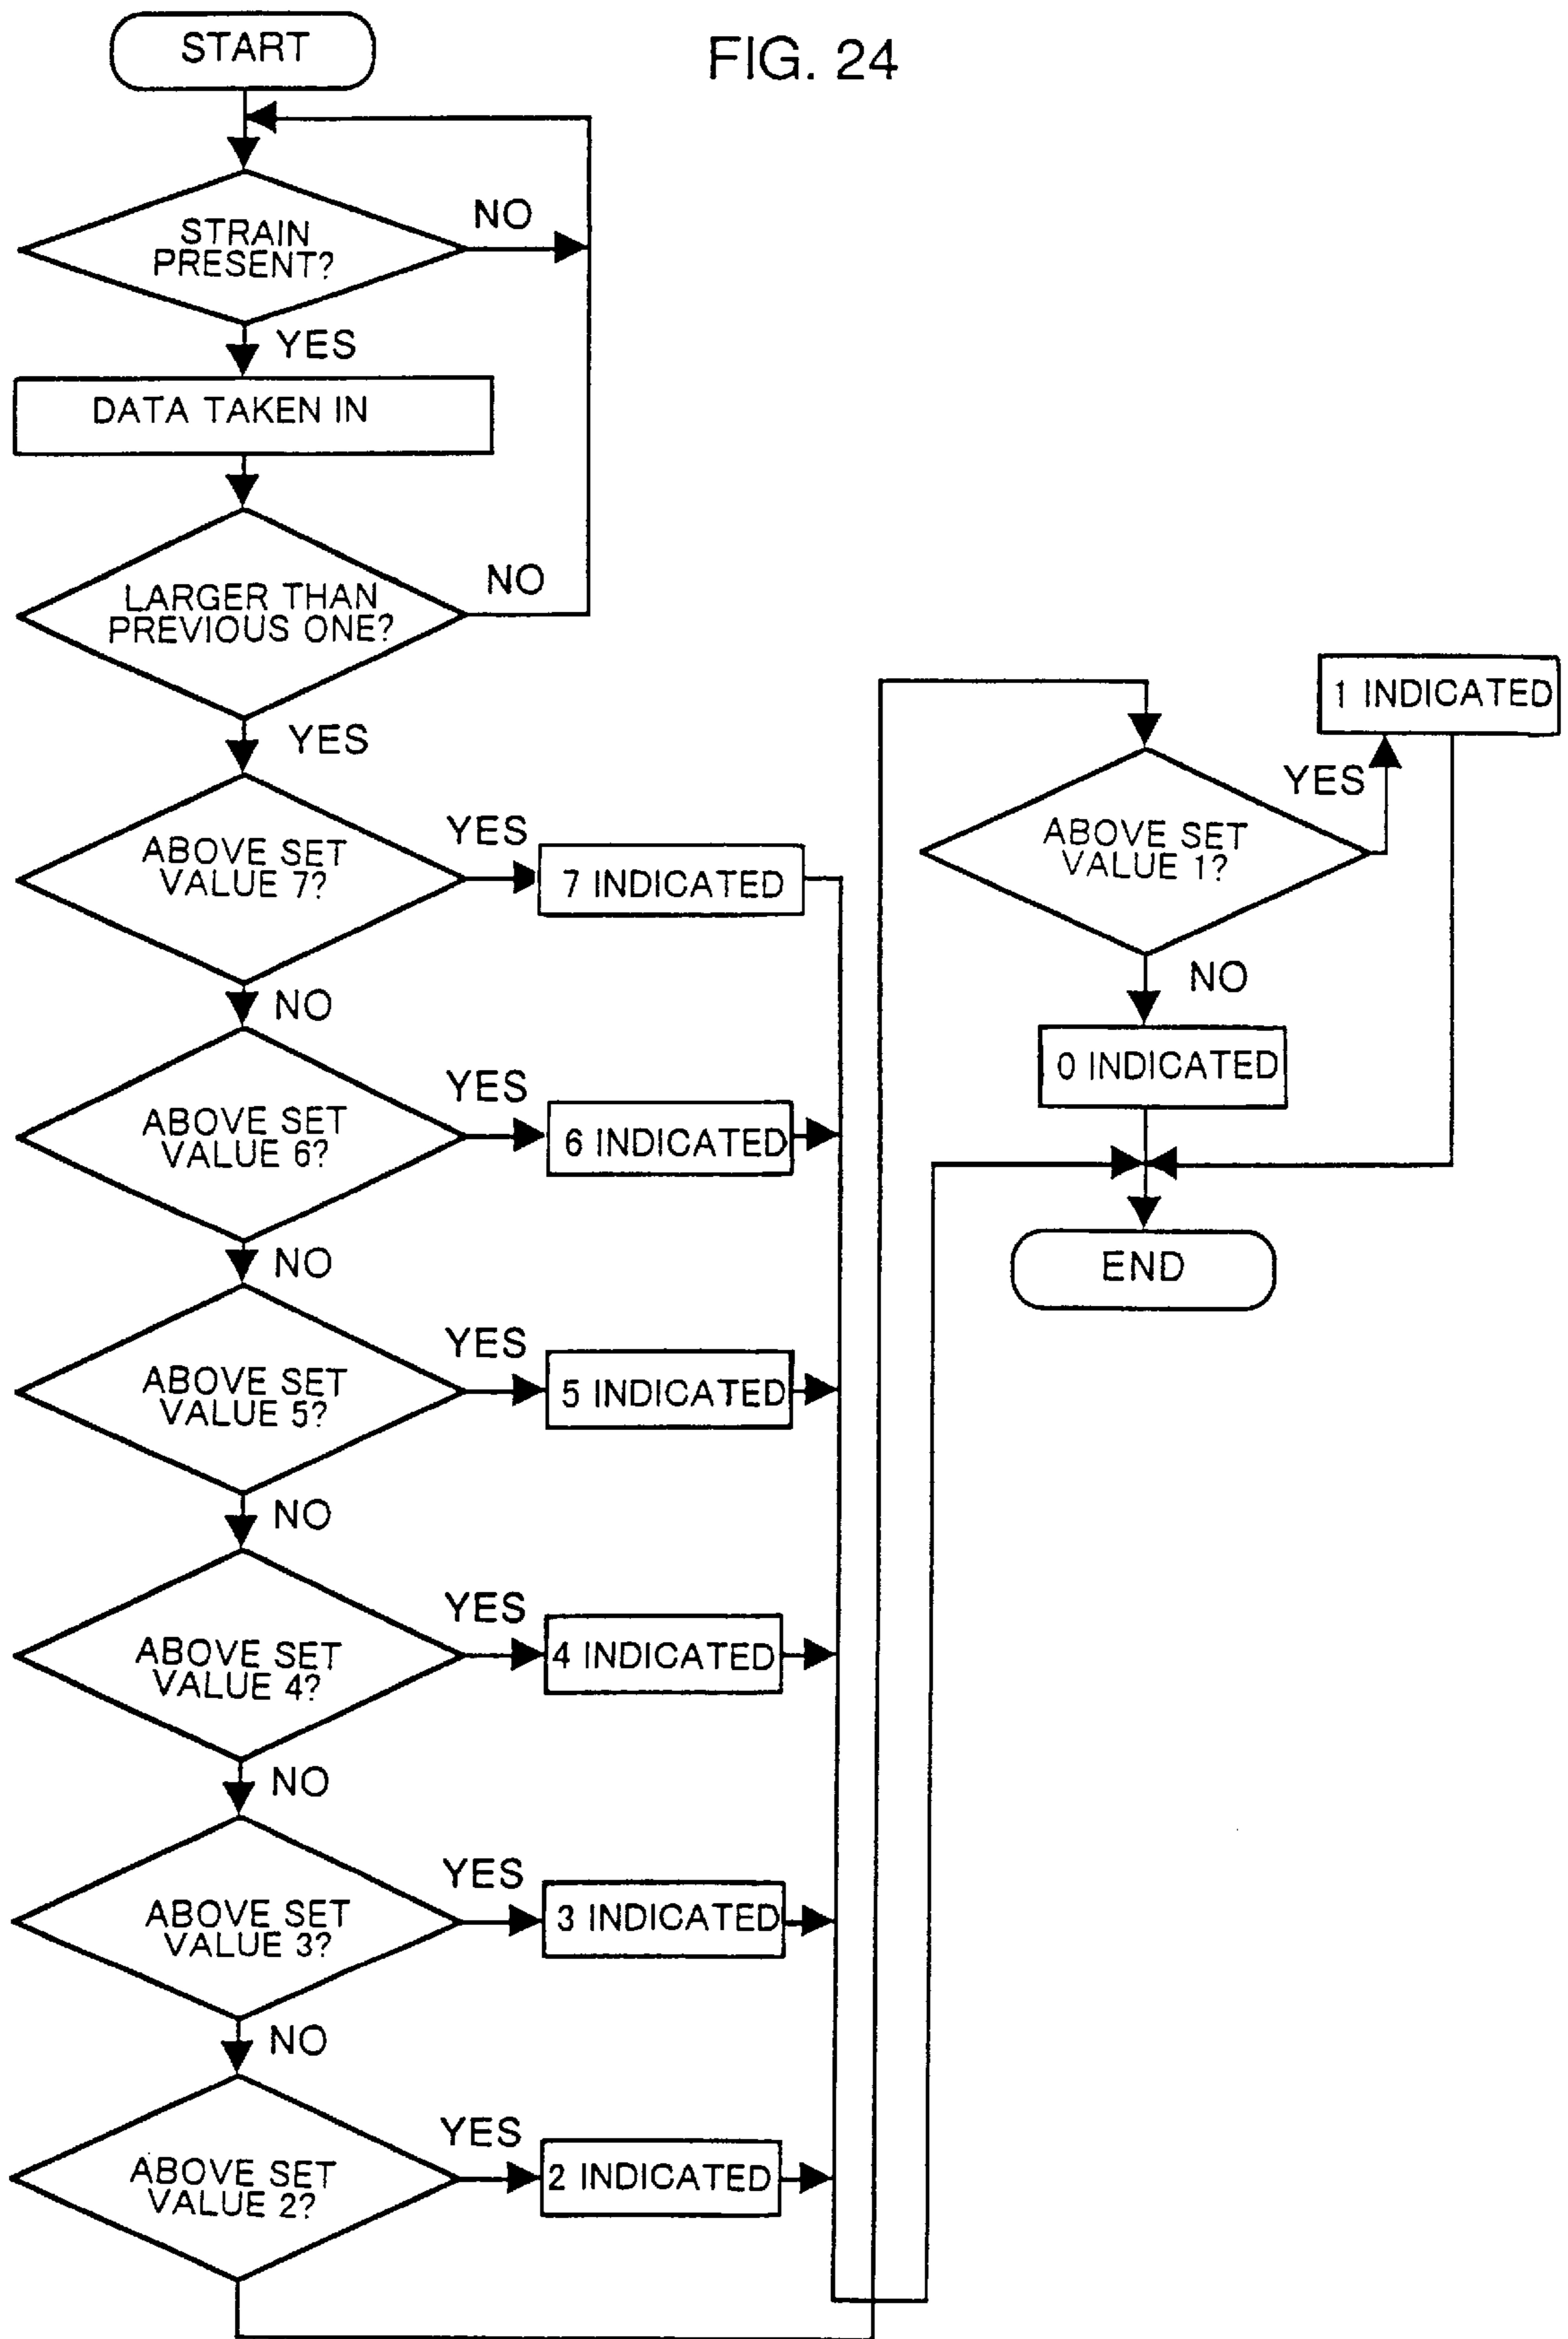 FIG. 24
START
STRAIN
PRESENT?
NO
YES
DATA TAKEN IN
LARGER THAN
PREVIOUS ONE?
NO
YES
ABOVE SET
VALUE 7?
YES
7 INDICATED
NO
ABOVE SET
VALUE 6?
YES
6 INDICATED
NO
ABOVE SET
VALUE 5?
YES
5 INDICATED
NO
ABOVE SET
VALUE 4?
YES
4 INDICATED
NO
ABOVE SET
VALUE 3?
YES
3 INDICATED
NO
ABOVE SET
VALUE 2?
YES
2 INDICATED
ABOVE SET
VALUE 1?
YES
1 INDICATED
NO
0 INDICATED
END